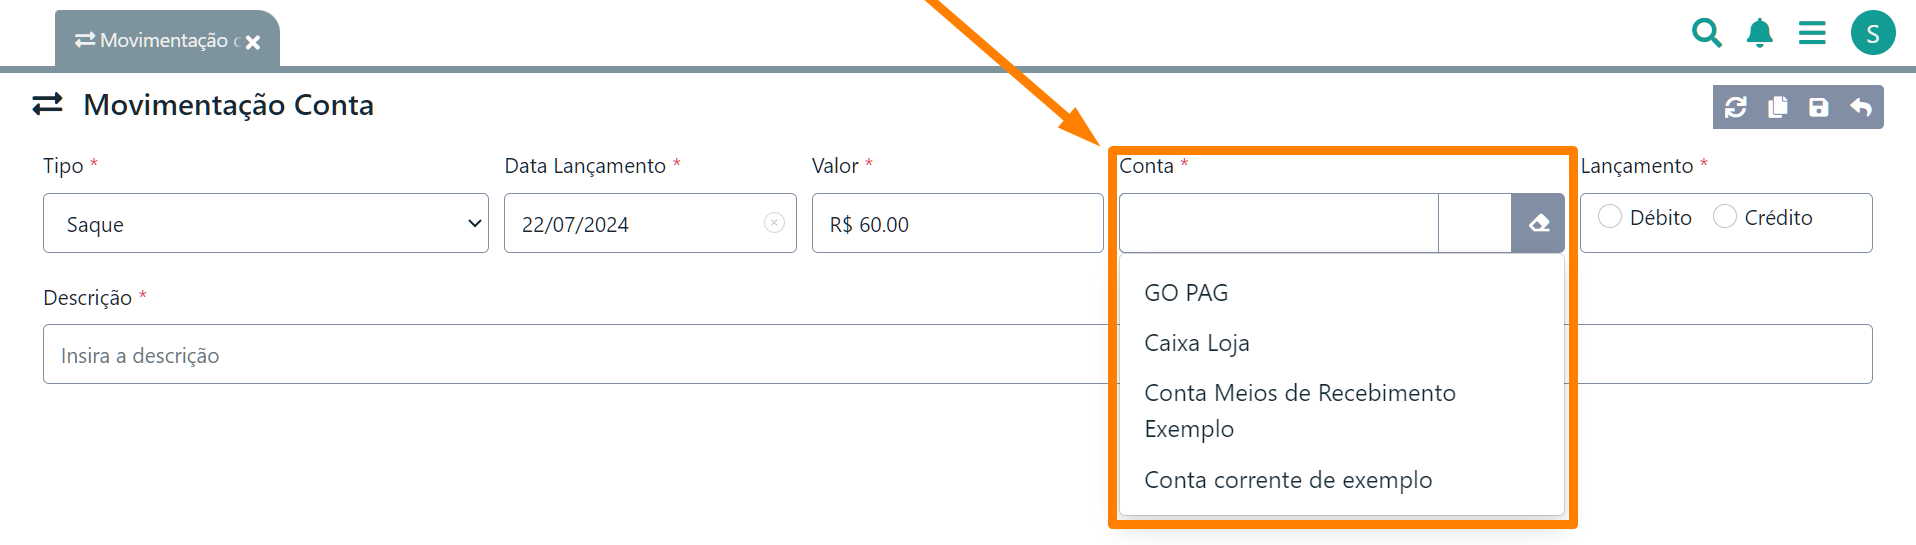 Movimentação c
S
Movimentação Conta
Tipo *
Data Lançamento *
Valor *
Conta *
Lançamento *
Saque
22/07/2024
R$ 60.00
Débito
Crédito
Descrição *
Insira a descrição
GO PAG
Caixa Loja
Conta Meios de Recebimento
Exemplo
Conta corrente de exemplo